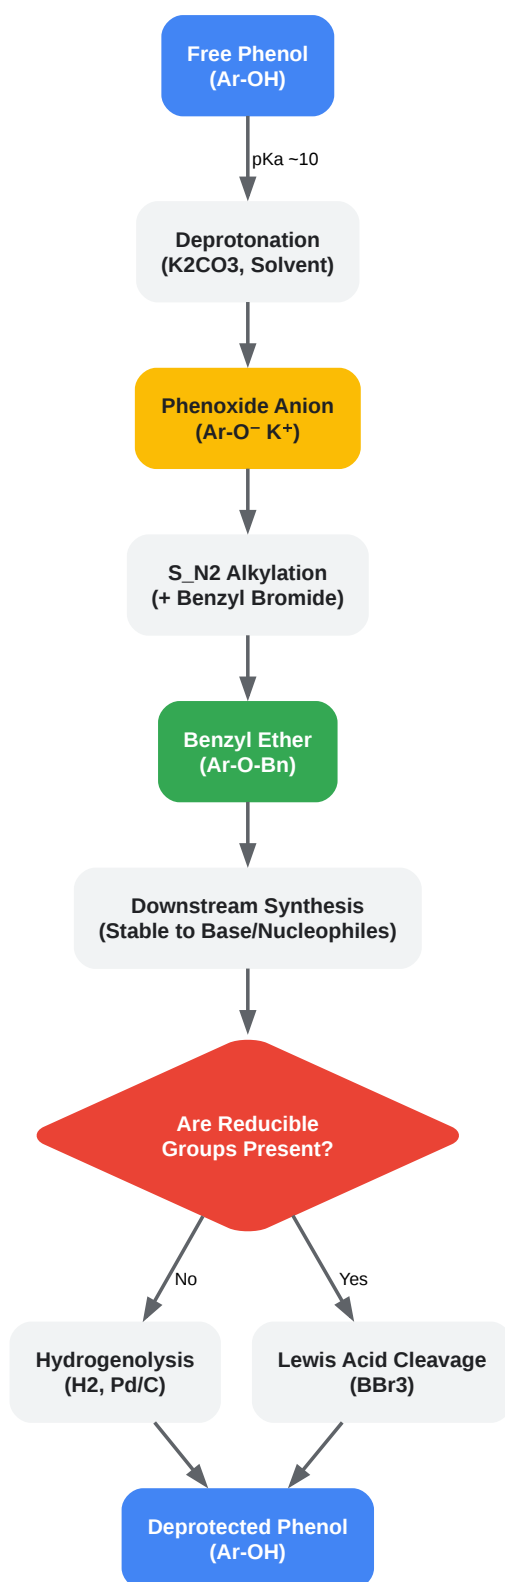 Free Phenol
(Ar-OH)
pKa ~10
Deprotonation
(K2CO3, Solvent)
Phenoxide Anion
(Ar-O⁻ K⁺)
S_N2 Alkylation
(+ Benzyl Bromide)
Benzyl Ether
(Ar-O-Bn)
Downstream Synthesis
(Stable to Base/Nucleophiles)
Are Reducible
Groups Present?
No
Yes
Hydrogenolysis
(H2, Pd/C)
Lewis Acid Cleavage
(BBr3)
Deprotected Phenol
(Ar-OH)